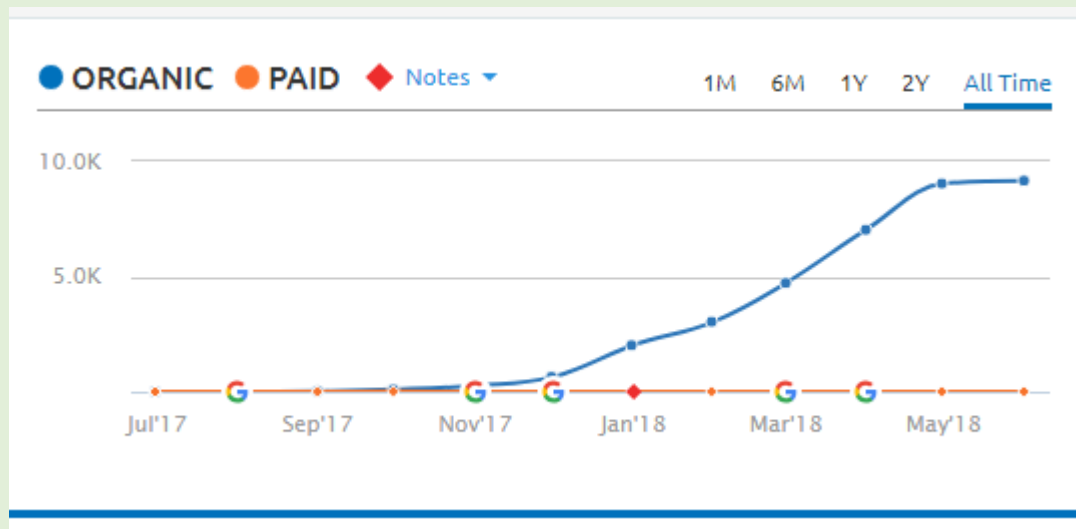 ORGANIC PAID Notes 1M 6M 1Y 2Y All Time
10.0K
5.0K
Jul'17 Sep'17 Nov'17 Jan'18 Mar'18 May'18